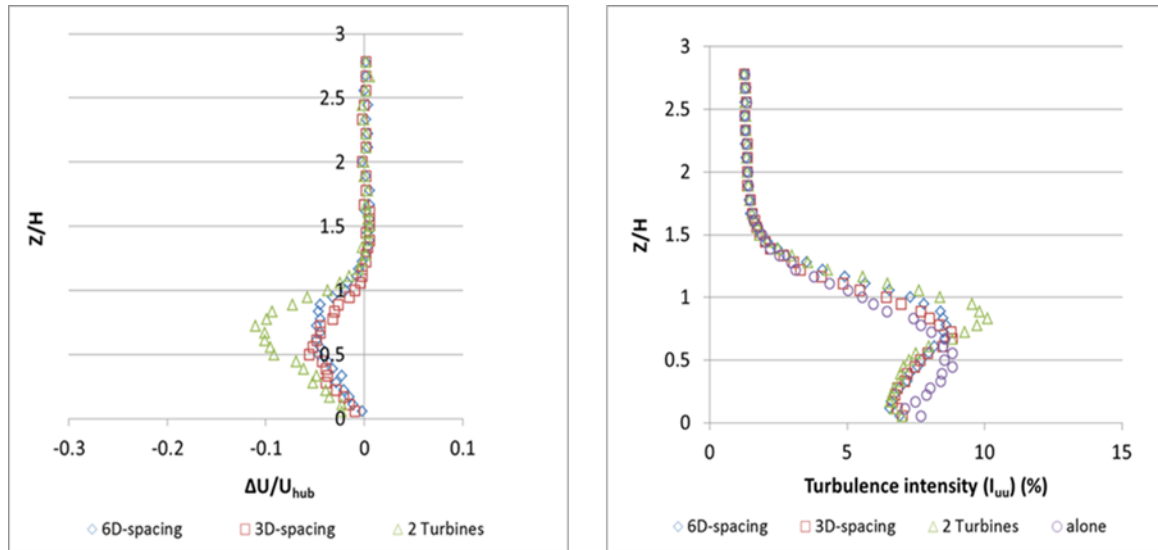 3
2.5
2
1.5
1
0.5
0
-0.3 -0.2 -0.1 0 0.1
Z/H
ΔU/Uhub
6D-spacing 3D-spacing 2 Turbines
3
2.5
2
1.5
1
0.5
0
0 5 10 15
Z/H
Turbulence intensity (Iuu) (%)
6D-spacing 3D-spacing 2 Turbines alone